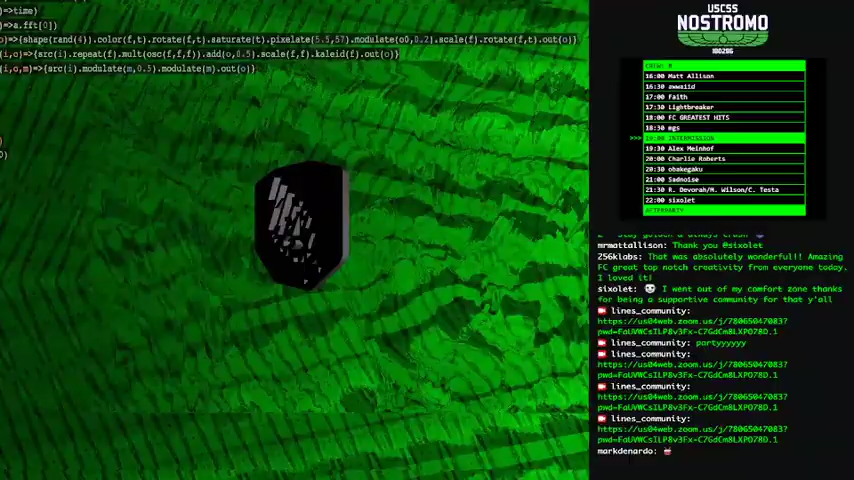 )=>time)
)=>a.fft[0])
)=>{shape(rand(4)).color(f,t).rotate(f,t).saturate(t).pixelate(5.5,57).modulate(o0,0.2).scale(f).rotate(f,t).out(o)}
(i,o)=>{src(i).repeat(f).mult(osc(f,f,f)).add(o,0.5).scale(f,f).kaleid(f).out(o)}
(i,o,m)=>{src(i).modulate(m,0.5).modulate(m).out(o)}
)
0)
USCSS
NOSTROMO
180286
16:00 Matt Allison
16:30 awwaiid
17:00 Faith
17:30 Lightbreaker
18:00 FC GREATEST HITS
18:30 mgs
>>> 19:00 INTERMISSION
19:30 Alex Meinhof
20:00 Charlie Roberts
20:30 obakegaku
21:00 Sadnoise
21:30 R. Devorah/M. Wilson/C. Testa
22:00 sixolet
AFTERPARTY
mrmattallison: Thank you @sixolet
256klabs: That was absolutely wonderful!! Amazing
FC great top notch creativity from everyone today.
I loved it!
sixolet: I went out of my comfort zone thanks
for being a supportive community for that y'all
lines_community:
https://us04web.zoom.us/j/78065047083?
pwd=FaUVWCsILP8v3Fx-C7GdCm8LXPO78D.1
lines_community: partyyyyyy
lines_community:
https://us04web.zoom.us/j/78065047083?
pwd=FaUVWCsILP8v3Fx-C7GdCm8LXPO78D.1
lines_community:
https://us04web.zoom.us/j/78065047083?
pwd=FaUVWCsILP8v3Fx-C7GdCm8LXPO78D.1
lines_community:
https://us04web.zoom.us/j/78065047083?
pwd=FaUVWCsILP8v3Fx-C7GdCm8LXPO78D.1
markdenardo: